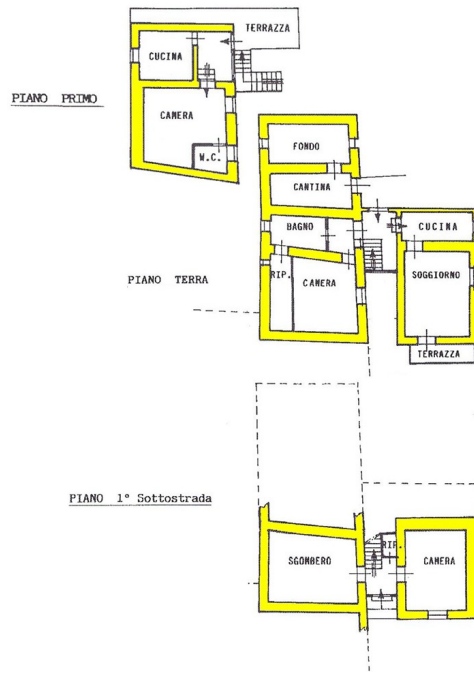 TERRAZZA
CUCINA
PIANO PRIMO
CAMERA
W.C.
FONDO
CANTINA
BAGNO
CUCINA
PIANO TERRA
RIP.
CAMERA
SOGGIORNO
TERRAZZA
PIANO 1° Sottostrada
SGOMBERO
RIP.
CAMERA